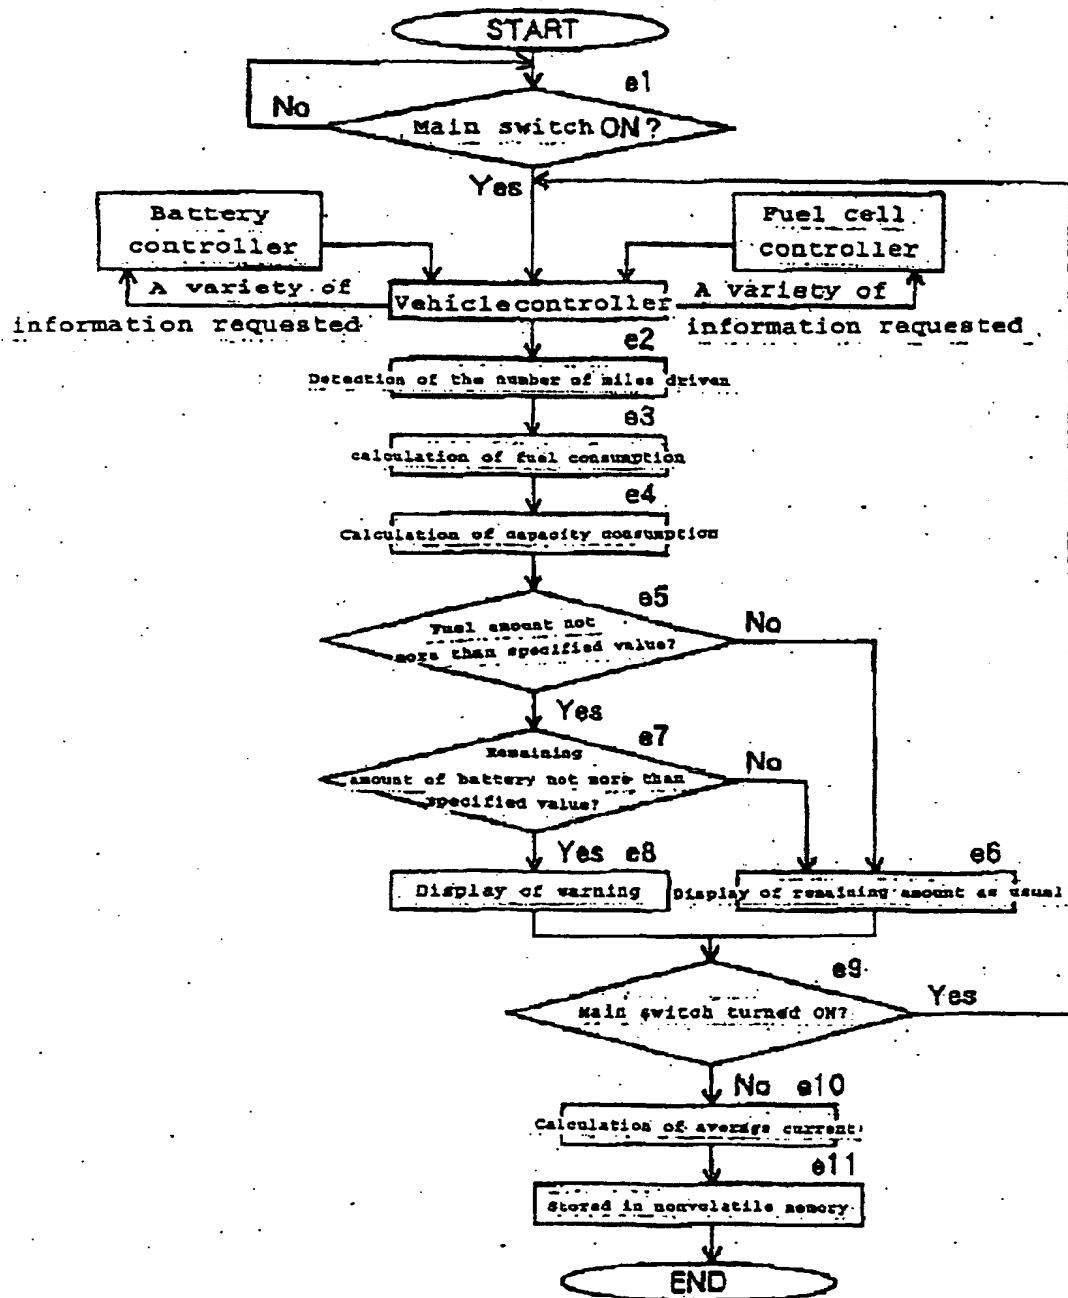 START
e1
No
Main switch ON?
Yes
Battery
controller
Fuel cell
controller
A variety of
information requested
Vehicle controller
A variety of
information requested
e2
Detection of the number of miles driven
e3
calculation of fuel consumption
e4
Calculation of capacity consumption
e5
Fuel amount not
more than specified value?
No
Yes
e7
Remaining
amount of battery not more than
specified value?
No
Yes e8
Display of warning
e6
Display of remaining amount as usual
e9
Main switch turned ON?
Yes
No e10
Calculation of average current
e11
Stored in nonvolatile memory
END